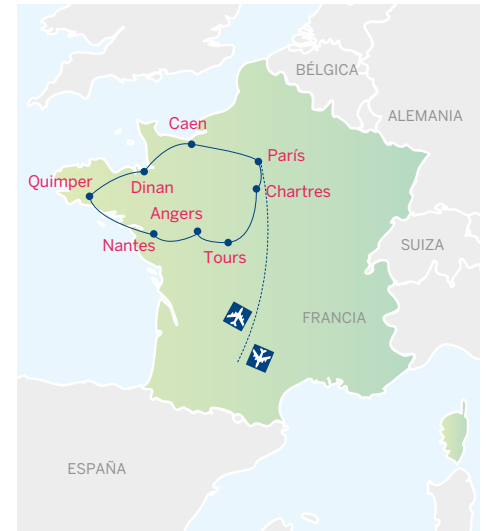 BÉLGICA
ALEMANIA
Caen
París
Quimper
Dinan
Chartres
Angers
Nantes
Tours
SUIZA
FRANCIA
ESPAÑA